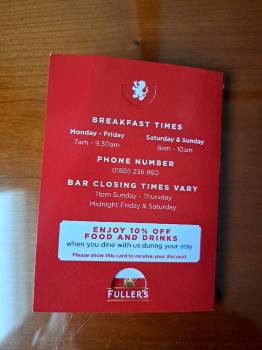 BREAKFAST TIMES
Monday - Friday
7am - 9.30am
Saturday & Sunday
8am - 10am
PHONE NUMBER
01895 236 860
BAR CLOSING TIMES VARY
11pm Sunday - Thursday
Midnight Friday & Saturday
ENJOY 10% OFF
FOOD AND DRINKS
when you dine with us during your stay
Please show this card to receive your discount
FULLER'S